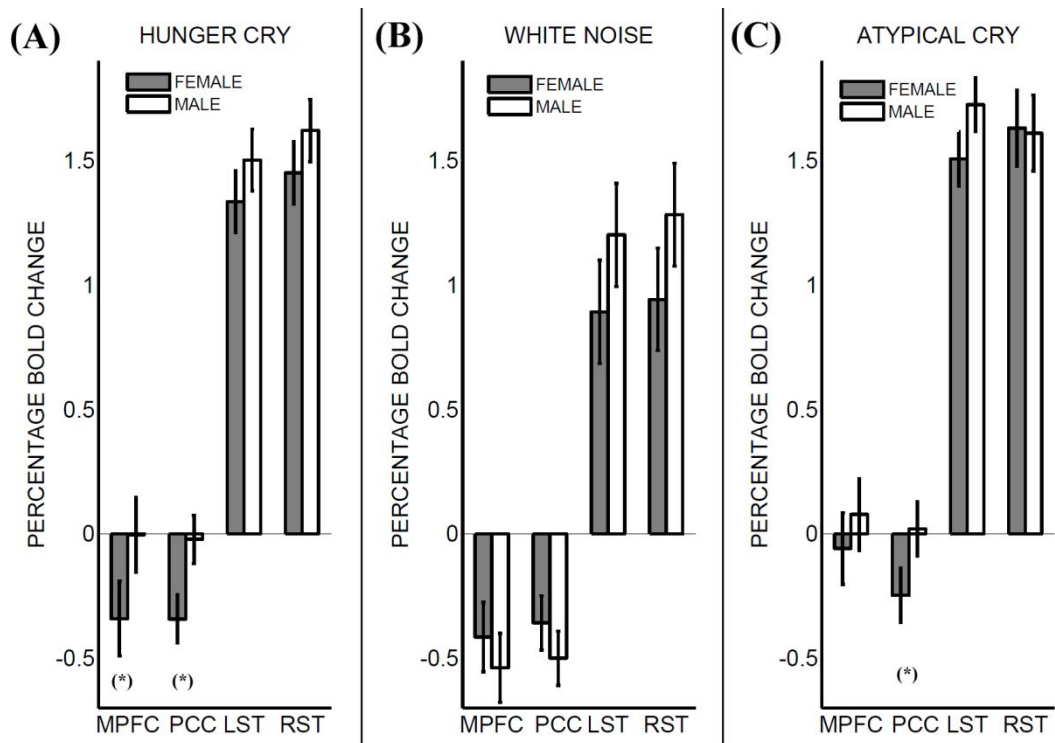 (A) HUNGER CRY
FEMALE
MALE
PERCENTAGE BOLD CHANGE
1.5
1
0.5
0
-0.5
(*) (*)
MPFC PCC LST RST
(B) WHITE NOISE
FEMALE
MALE
PERCENTAGE BOLD CHANGE
1.5
1
0.5
0
-0.5
MPFC PCC LST RST
(C) ATYPICAL CRY
FEMALE
MALE
PERCENTAGE BOLD CHANGE
1.5
1
0.5
0
-0.5
(*)
MPFC PCC LST RST